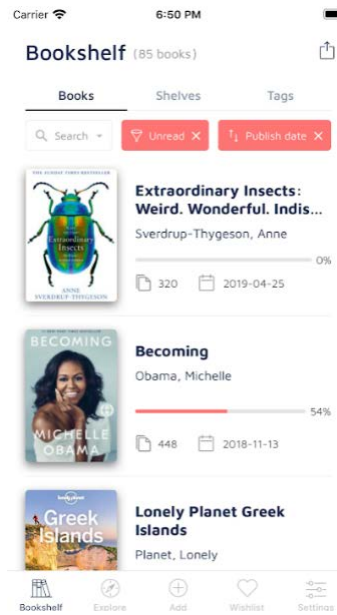 Carrier
6:50 PM
Bookshelf (85 books)
Books Shelves Tags
Search Unread Publish date
THE SUNDAY TIMES BESTSELLER
Extraordinary
Insects
ANNE
SVERDRUP-THYGESON
Extraordinary Insects:
Weird. Wonderful. Indis...
Sverdrup-Thygeson, Anne
0%
320 2019-04-25
BECOMING
MICHELLE
OBAMA
Becoming
Obama, Michelle
54%
448 2018-11-13
lonely planet
Greek
Islands
Lonely Planet Greek
Islands
Planet, Lonely
Bookshelf Explore Add Wishlist Settings